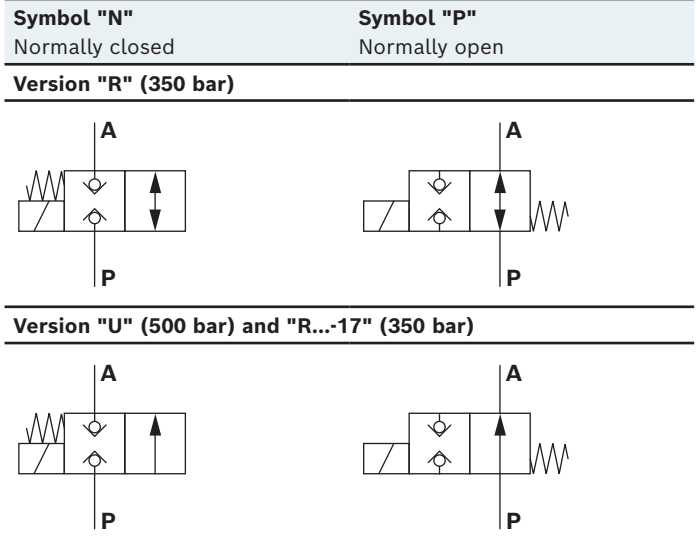 Symbol "N" Symbol "P"
Normally closed Normally open
Version "R" (350 bar)
A A
P P
Version "U" (500 bar) and "R...-17" (350 bar)
A A
P P